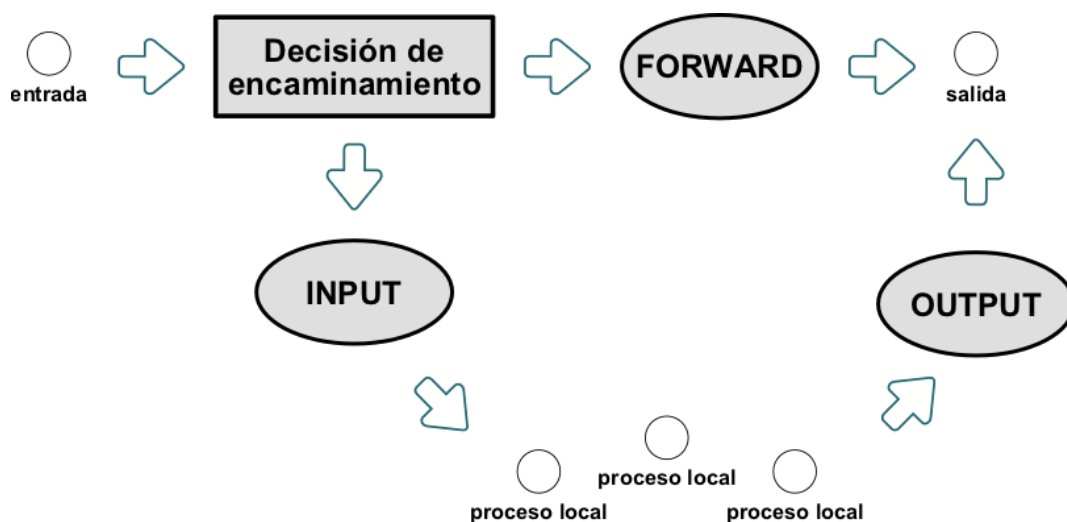 Decisión de
encaminamiento
FORWARD
entrada
salida
INPUT
OUTPUT
proceso local
proceso local
proceso local